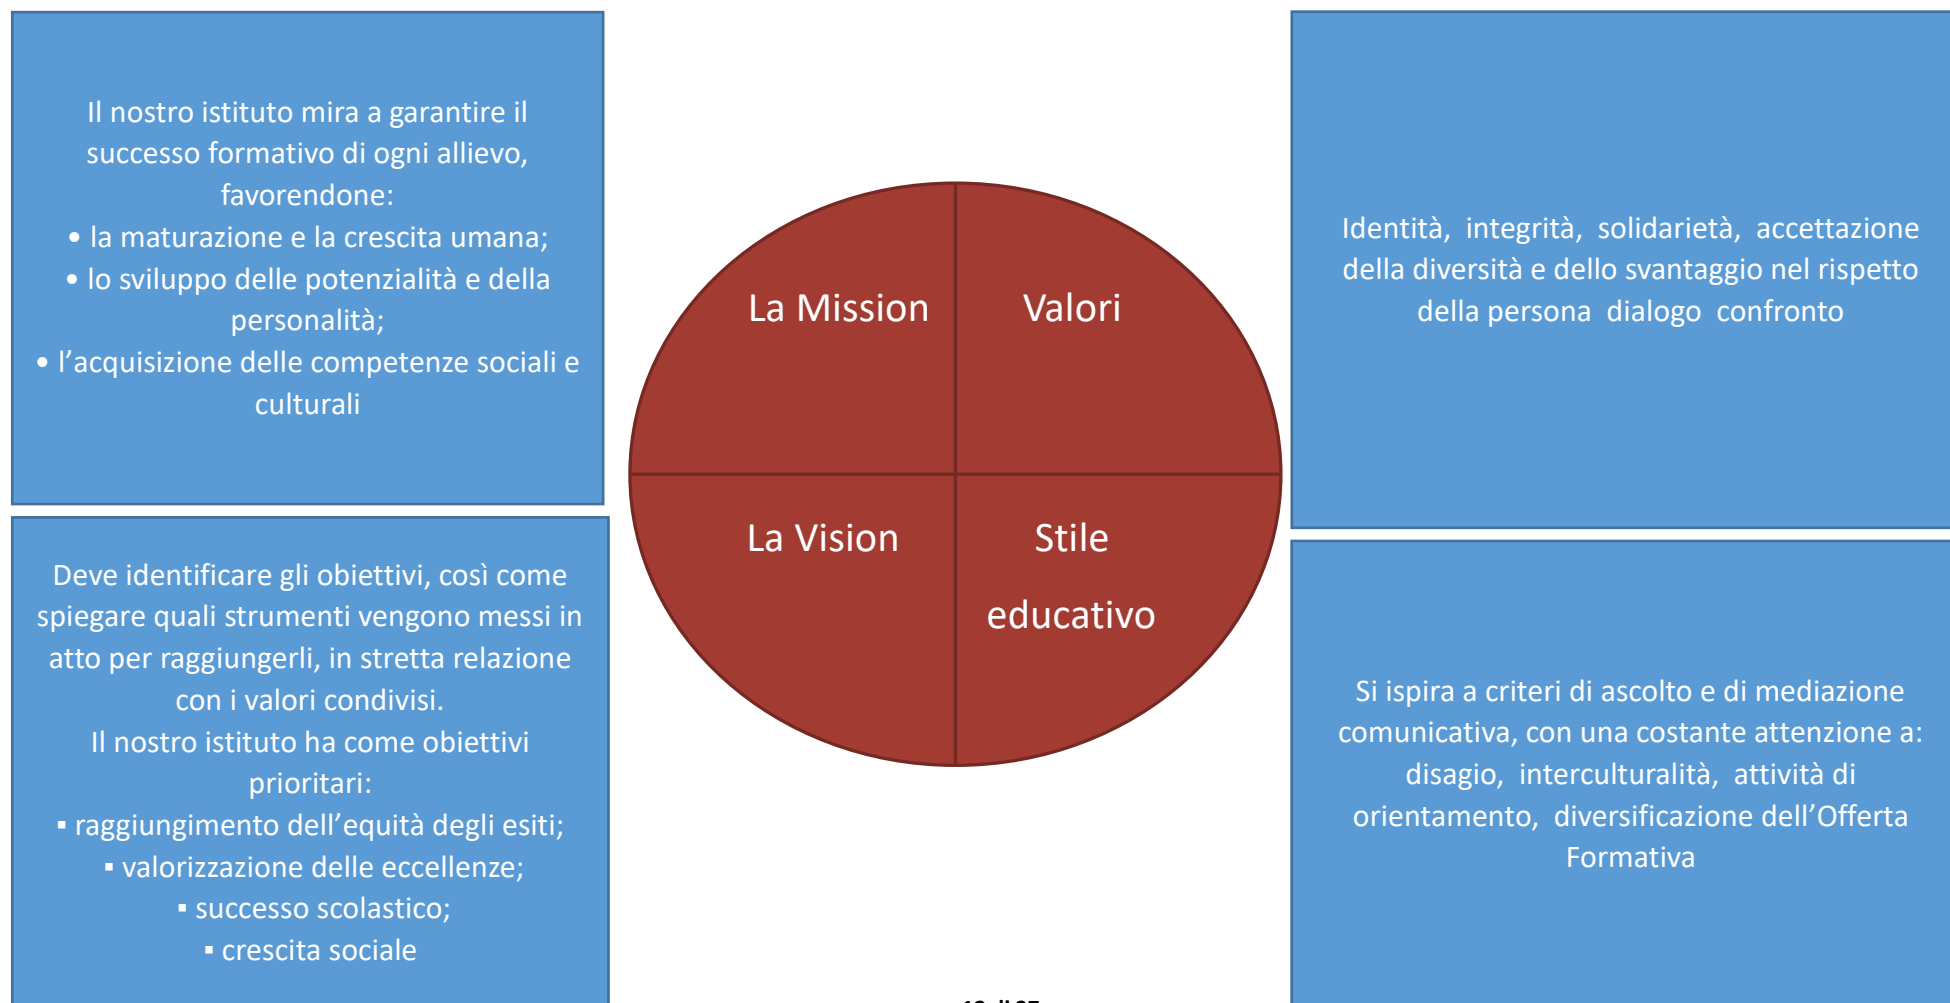 Il nostro istituto mira a garantire il
successo formativo di ogni allievo,
favorendone:
• la maturazione e la crescita umana;
• lo sviluppo delle potenzialità e della
personalità;
• l’acquisizione delle competenze sociali e
culturali
La Mission
Valori
Identità, integrità, solidarietà, accettazione
della diversità e dello svantaggio nel rispetto
della persona dialogo confronto
Deve identificare gli obiettivi, così come
spiegare quali strumenti vengono messi in
atto per raggiungerli, in stretta relazione
con i valori condivisi.
Il nostro istituto ha come obiettivi
prioritari:
▪ raggiungimento dell’equità degli esiti;
▪ valorizzazione delle eccellenze;
▪ successo scolastico;
▪ crescita sociale
La Vision
Stile
educativo
Si ispira a criteri di ascolto e di mediazione
comunicativa, con una costante attenzione a:
disagio, interculturalità, attività di
orientamento, diversificazione dell’Offerta
Formativa